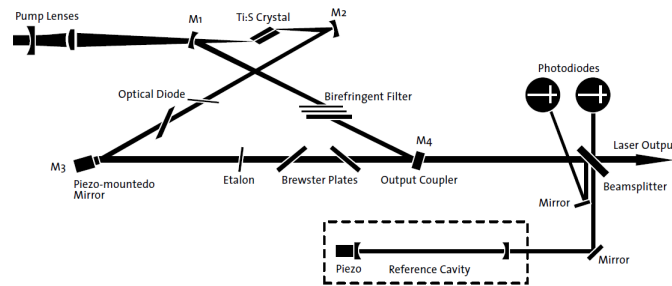 Pump Lenses
M1
Ti:S Crystal
M2
Photodiodes
Optical Diode
Birefringent Filter
M4
Laser Output
M3
Piezo-mountedo
Mirror
Etalon
Brewster Plates
Output Coupler
Beamsplitter
Mirror
Mirror
Piezo
Reference Cavity